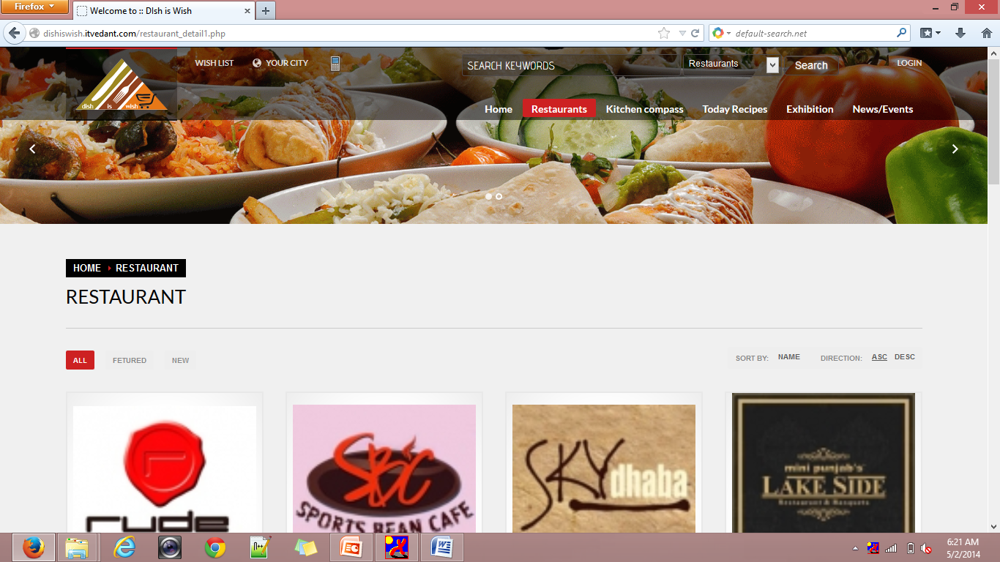 Firefox
Welcome to :: DIsh is Wish
dishiswish.itvedant.com/restaurant_detail1.php
default-search.net
dish is wish
WISH LIST
YOUR CITY
SEARCH KEYWORDS
Restaurants
Search
LOGIN
Home
Restaurants
Kitchen compass
Today Recipes
Exhibition
News/Events
HOME
RESTAURANT
RESTAURANT
ALL
FETURED
NEW
SORT BY:
NAME
DIRECTION:
ASC
DESC
rude
SBC
SPORTS BEAN CAFE
SKY dhaba
mini punjab's
LAKE SIDE
Restaurant & Banquets
6:21 AM
5/2/2014